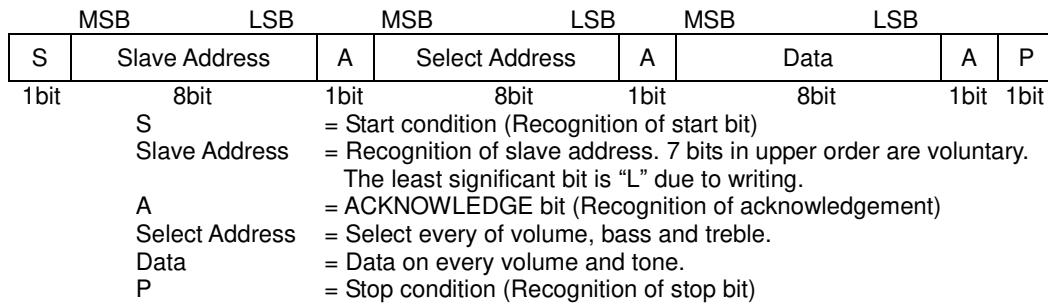 MSB LSB MSB LSB MSB LSB
S Slave Address A Select Address A Data A P
1bit 8bit 1bit 8bit 1bit 8bit 1bit 1bit
S = Start condition (Recognition of start bit)
Slave Address = Recognition of slave address. 7 bits in upper order are voluntary.
The least significant bit is “L” due to writing.
A = ACKNOWLEDGE bit (Recognition of acknowledgement)
Select Address = Select every of volume, bass and treble.
Data = Data on every volume and tone.
P = Stop condition (Recognition of stop bit)